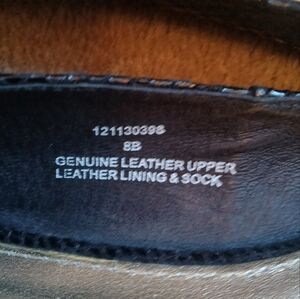 121130398
8B
GENUINE LEATHER UPPER
LEATHER LINING & SOCK